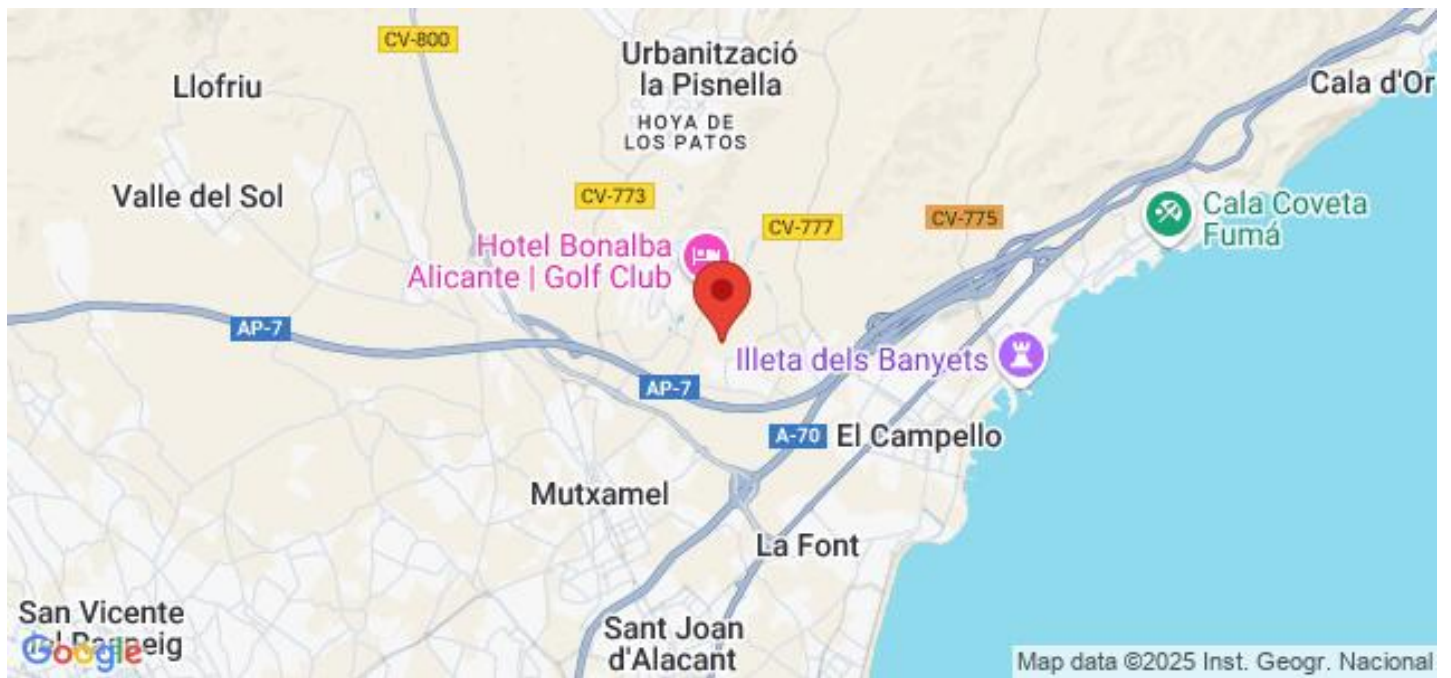 CV-800
Urbanització
la Pisnella
HOYA DE
LOS PATOS
Llofriu
Cala d'Or
Valle del Sol
CV-773
CV-777
CV-775
Cala Coveta
Fumá
Hotel Bonalba
Alicante | Golf Club
AP-7
Illeta dels Banyets
AP-7
A-70
El Campello
Mutxamel
La Font
San Vicente
del Raspeig
Sant Joan
d'Alacant
Google
Map data ©2025 Inst. Geogr. Nacional